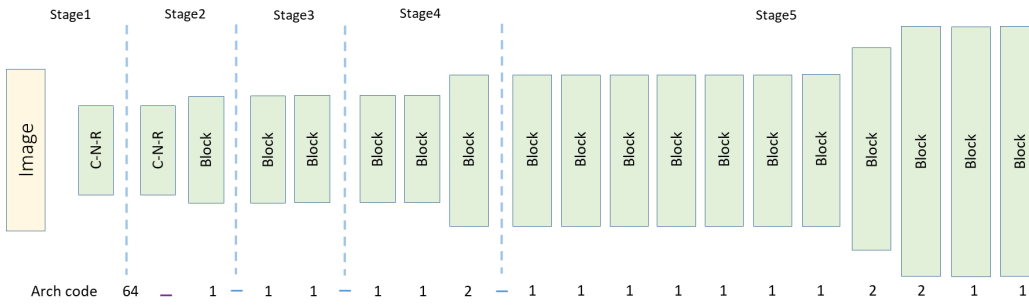 Stage1 Stage2 Stage3 Stage4 Stage5
Image C-N-R C-N-R Block Block Block Block Block Block Block Block Block Block Block Block Block Block Block Block Block
Arch code 64 _ 1 – 1 1 – 1 1 2 – 1 1 1 1 1 1 1 2 2 1 1